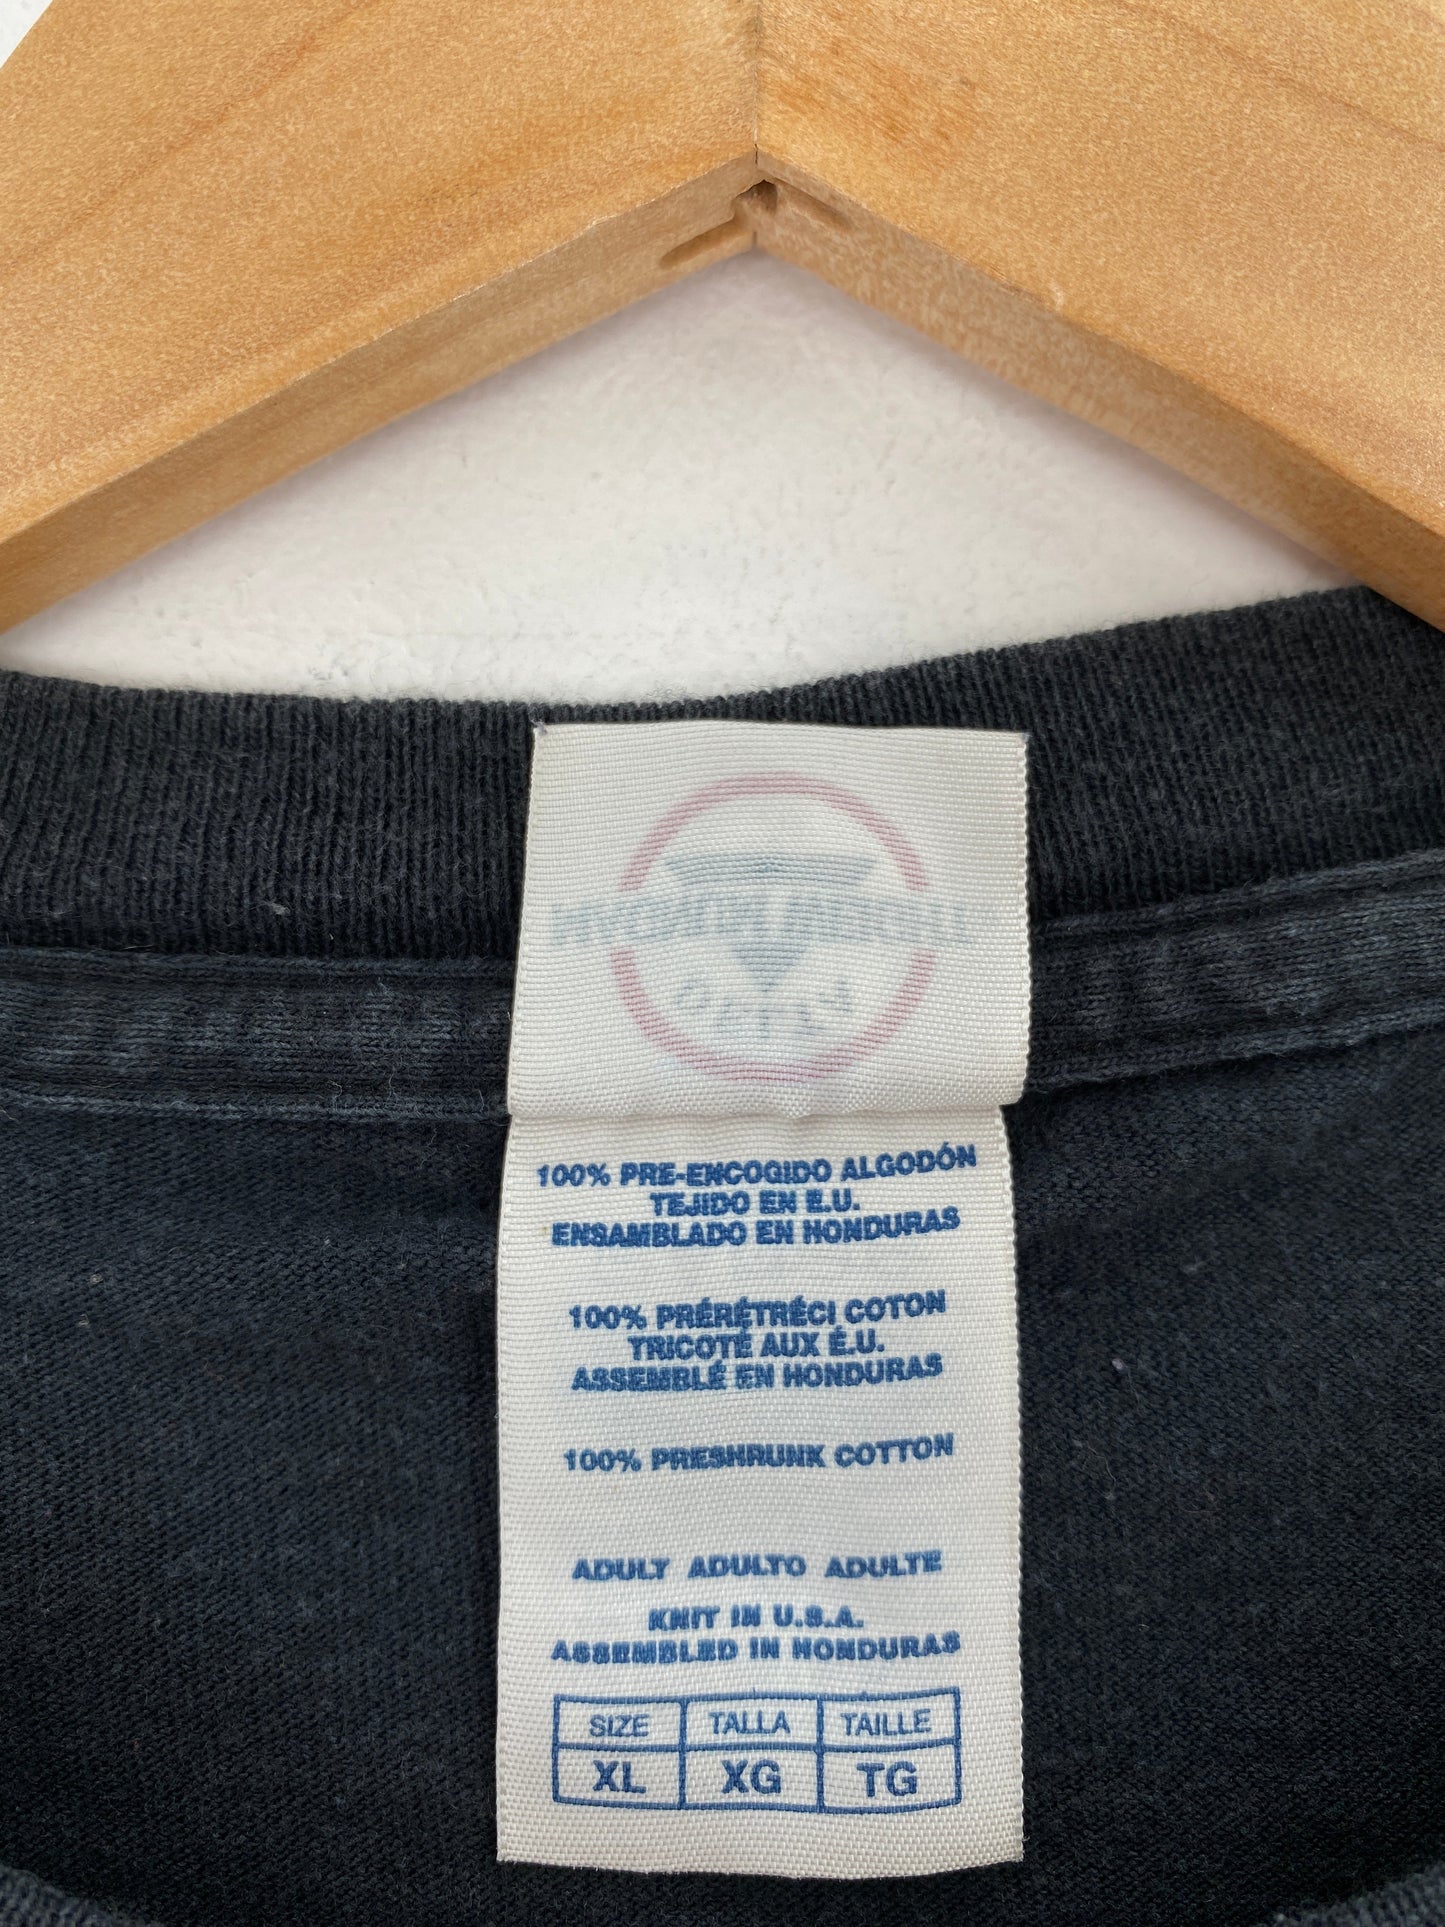 100% PRE-ENCOGIDO ALGODÓN
TEJIDO EN E.U.
ENSAMBLADO EN HONDURAS
100% PRÉRÉTRÉCI COTON
TRICOTÉ AUX É.U.
ASSEMBLÉ EN HONDURAS
100% PRESHRUNK COTTON
ADULT ADULTO ADULTE
KNIT IN U.S.A.
ASSEMBLED IN HONDURAS
SIZE TALLA TAILLE
XL XG TG